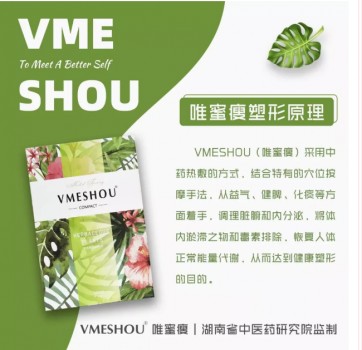 VME
To Meet A Better Self
SHOU
唯蜜瘦塑形原理
VMESHOU（唯蜜瘦）采用中
药热敷的方式，结合特有的穴位按
摩手法，从益气、健脾、化痰等方
面着手，调理脏腑和内分泌，将体
内淤滞之物和毒素排除、恢复人体
正常能量代谢，从而达到健康塑形
的目的。
VMESHOU
COMPACT
VMESHOU® 唯蜜瘦｜湖南省中医药研究院监制